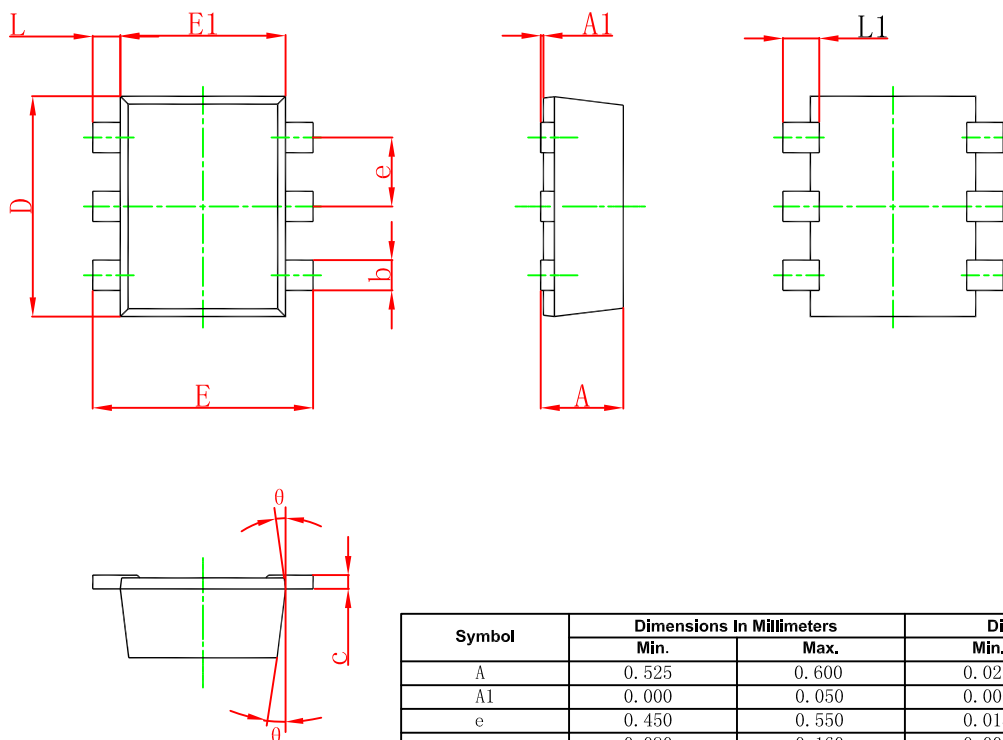 L
E1
A1
L1
D
e
b
E
A
θ
c
θ
Symbol Dimensions In Millimeters Di
Min. Max. Min.
A 0.525 0.600 0.02
A1 0.000 0.050 0.00
e 0.450 0.550 0.01